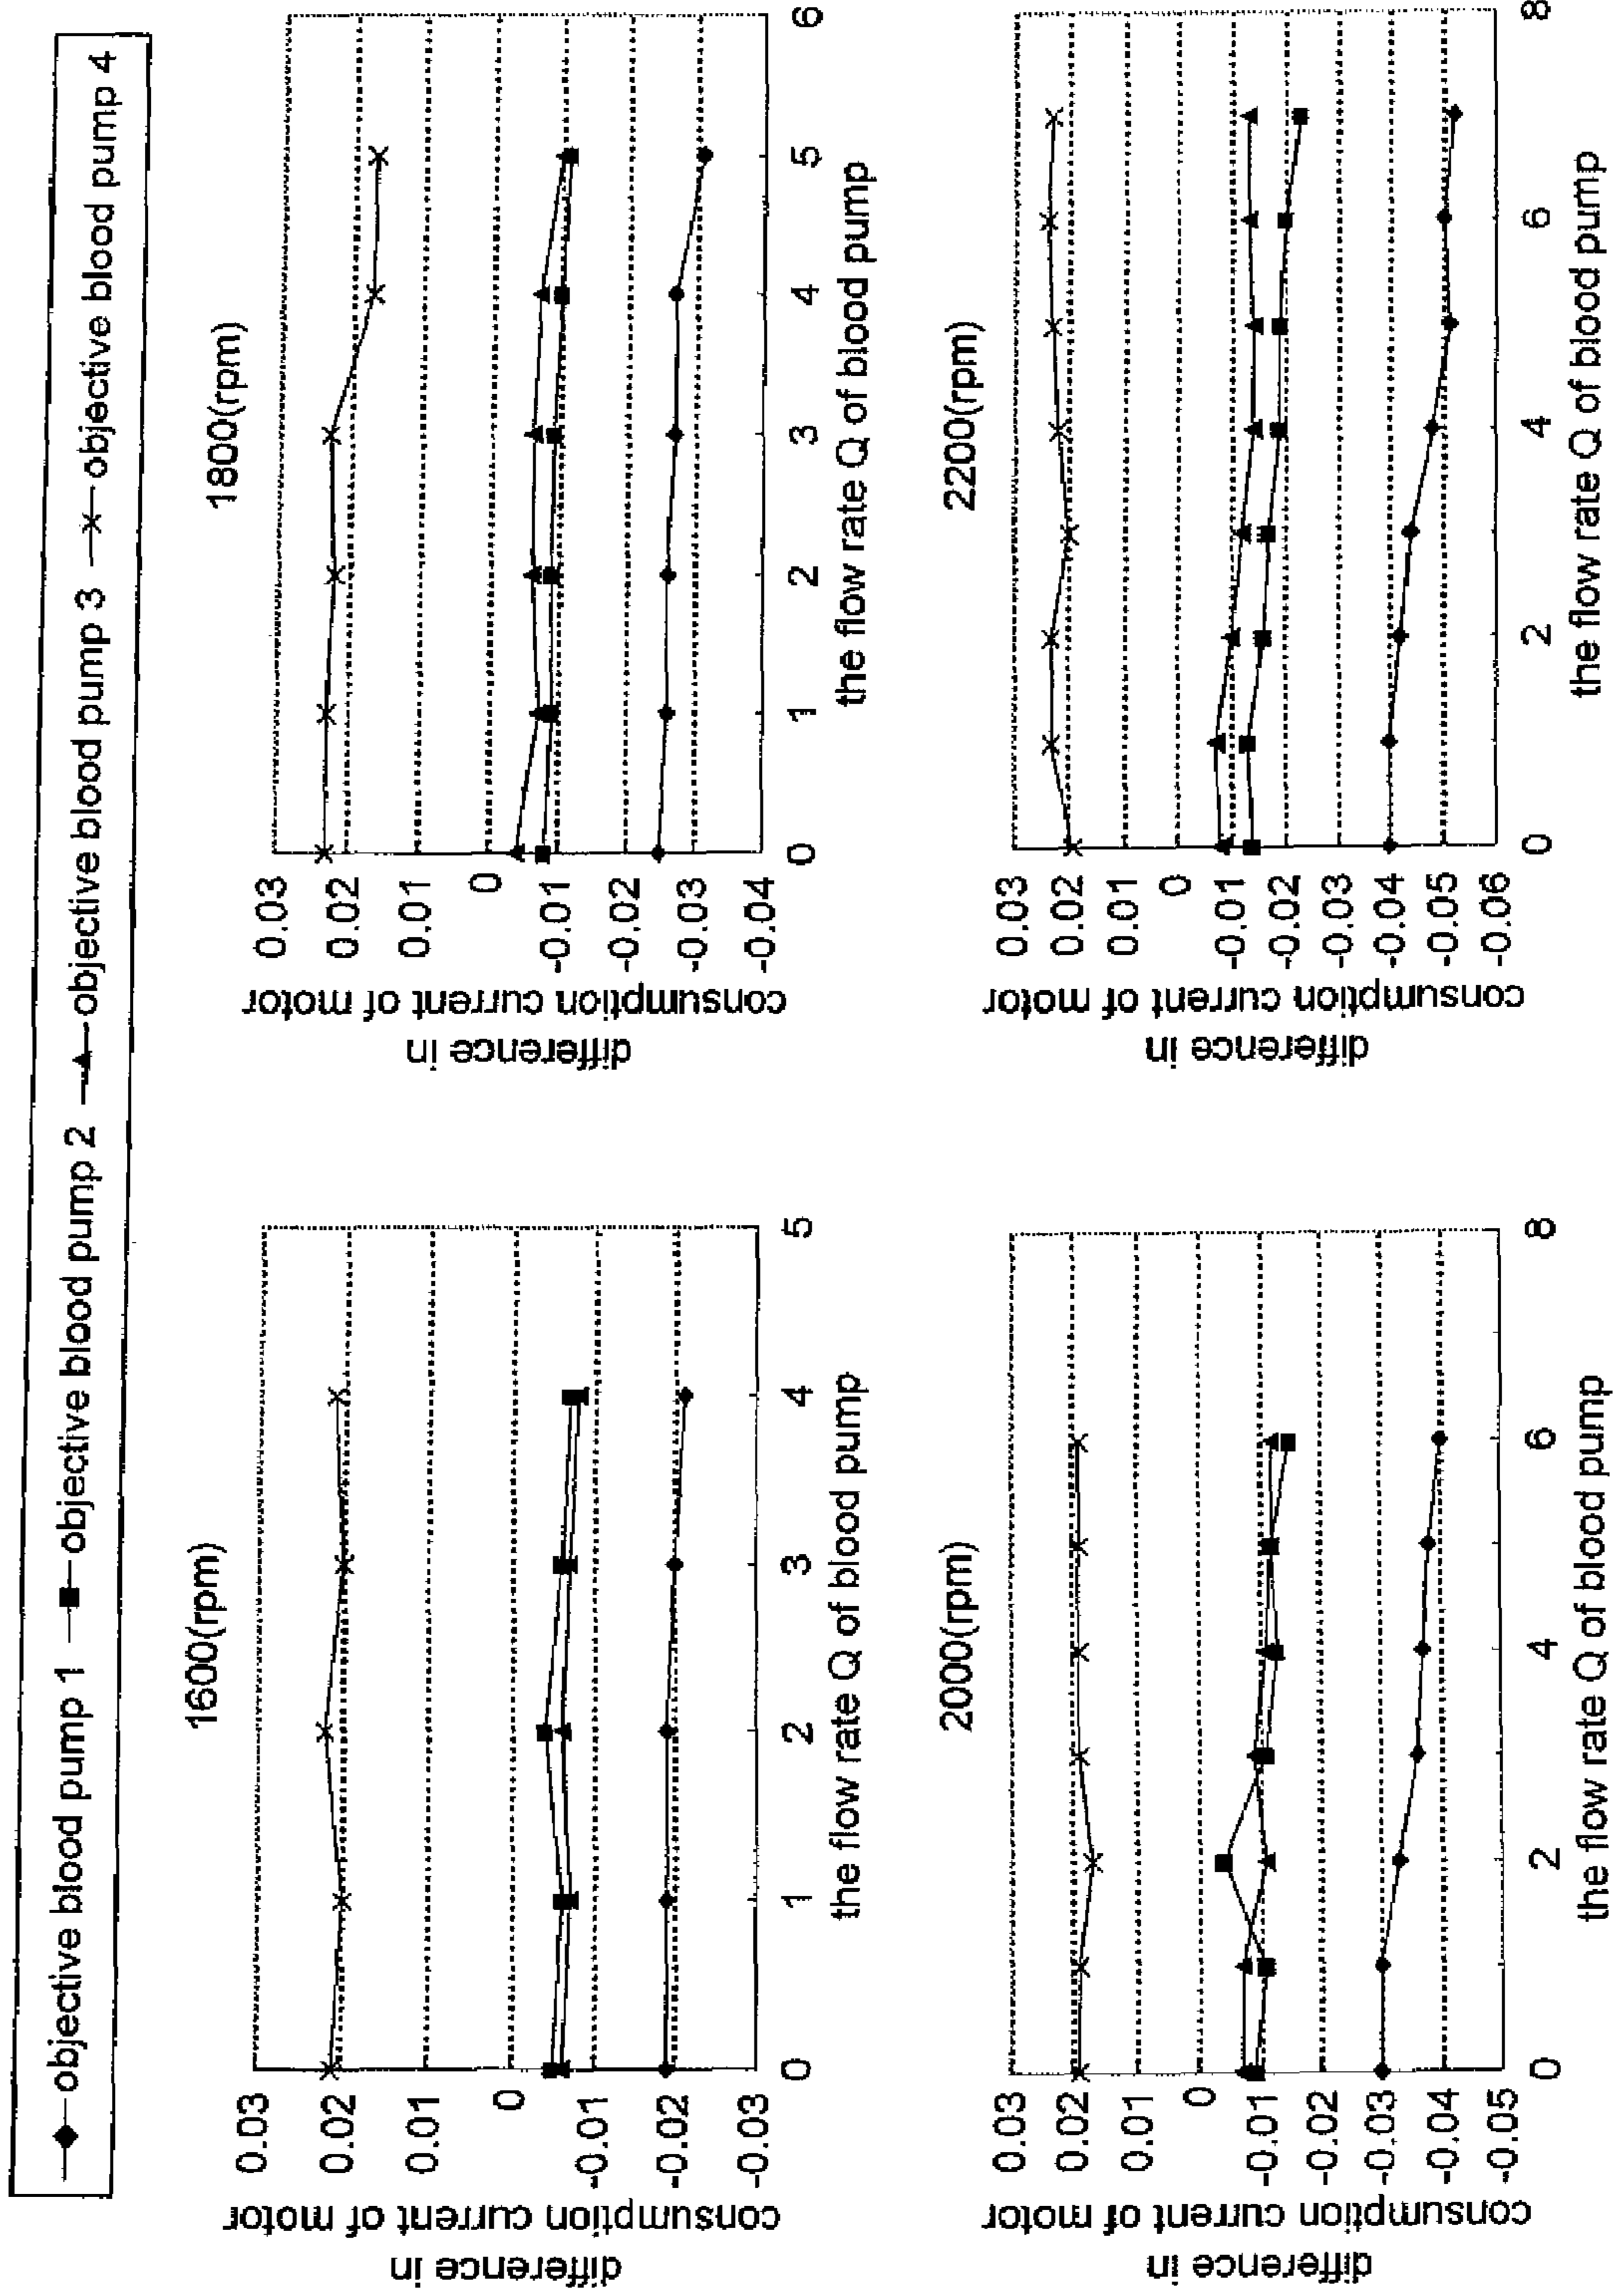 objective blood pump 1 objective blood pump 2 objective blood pump 3 objective blood pump 4
1600(rpm)
difference in
consumption current of motor
0.03
0.02
0.01
0
-0.01
-0.02
-0.03
0 1 2 3 4 5
the flow rate Q of blood pump
1800(rpm)
difference in
consumption current of motor
0.03
0.02
0.01
0
-0.01
-0.02
-0.03
-0.04
0 1 2 3 4 5 6
the flow rate Q of blood pump
2000(rpm)
difference in
consumption current of motor
0.03
0.02
0.01
0
-0.01
-0.02
-0.03
-0.04
-0.05
0 2 4 6 8
the flow rate Q of blood pump
2200(rpm)
difference in
consumption current of motor
0.03
0.02
0.01
0
-0.01
-0.02
-0.03
-0.04
-0.05
-0.06
0 2 4 6 8
the flow rate Q of blood pump